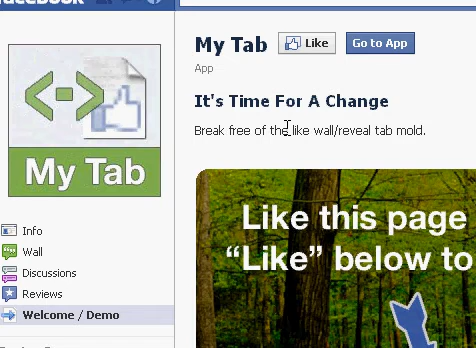 facebook
My Tab
Like
Go to App
App
It's Time For A Change
Break free of the like wall/reveal tab mold.
My Tab
Info
Wall
Discussions
Reviews
Welcome / Demo
Like this page
“Like” below to